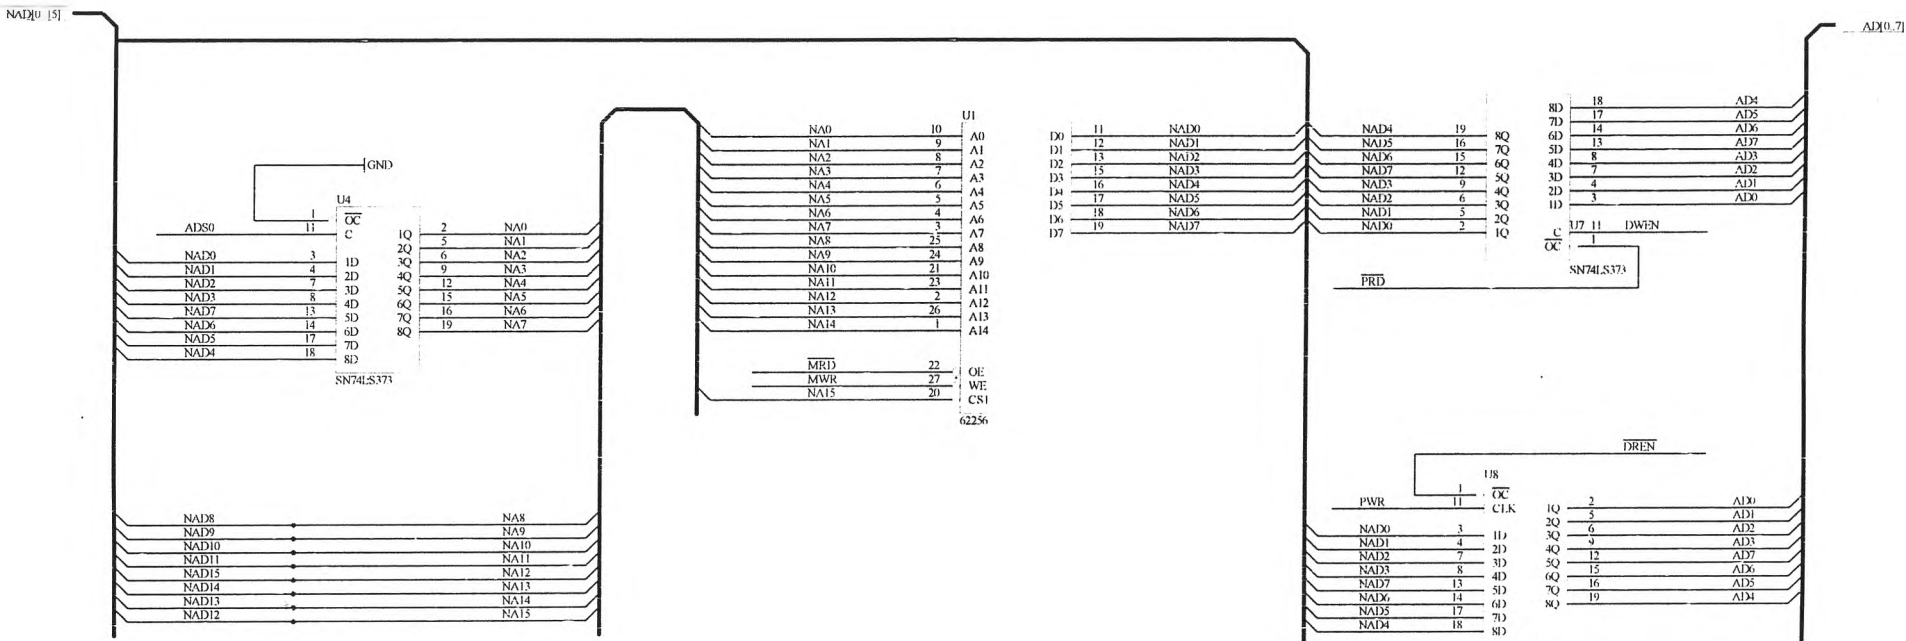 NAD[0 15]
AD[0..7]
GND
U4
1 OC
ADS0 11 C
1Q 2 NA0
2Q 5 NA1
NAD0 3 1D 3Q 6 NA2
NAD1 4 2D 4Q 9 NA3
NAD2 7 3D 5Q 12 NA4
NAD3 8 4D 6Q 15 NA5
NAD7 13 5D 7Q 16 NA6
NAD6 14 6D 8Q 19 NA7
NAD5 17 7D
NAD4 18 8D
SN74LS373
NAD8 NA8
NAD9 NA9
NAD10 NA10
NAD11 NA11
NAD15 NA12
NAD14 NA13
NAD13 NA14
NAD12 NA15
U1
NA0 10 A0 D0 11 NAD0
NA1 9 A1 D1 12 NAD1
NA2 8 A2 D2 13 NAD2
NA3 7 A3 D3 15 NAD3
NA4 6 A4 D4 16 NAD4
NA5 5 A5 D5 17 NAD5
NA6 4 A6 D6 18 NAD6
NA7 3 A7 D7 19 NAD7
NA8 25 A8
NA9 24 A9
NA10 21 A10
NA11 23 A11
NA12 2 A12
NA13 26 A13
NA14 1 A14
MRD 22 OE
MWR 27 WE
NA15 20 CS1
62256
8D 18 AD4
7D 17 AD5
NAD4 19 8Q 6D 14 AD6
NAD5 16 7Q 5D 13 AD7
NAD6 15 6Q 4D 8 AD3
NAD7 12 5Q 3D 7 AD2
NAD3 9 4Q 2D 4 AD1
NAD2 6 3Q 1D 3 AD0
NAD1 5 2Q
NAD0 2 1Q
C U7 11 DWEN
OC 1
SN74LS373
PRD
DREN
U8
1 OC
PWR 11 CLK
1Q 2 AD0
2Q 5 AD1
NAD0 3 1D 3Q 6 AD2
NAD1 4 2D 4Q 9 AD3
NAD2 7 3D 5Q 12 AD7
NAD3 8 4D 6Q 15 AD6
NAD7 13 5D 7Q 16 AD5
NAD6 14 6D 8Q 19 AD4
NAD5 17 7D
NAD4 18 8D